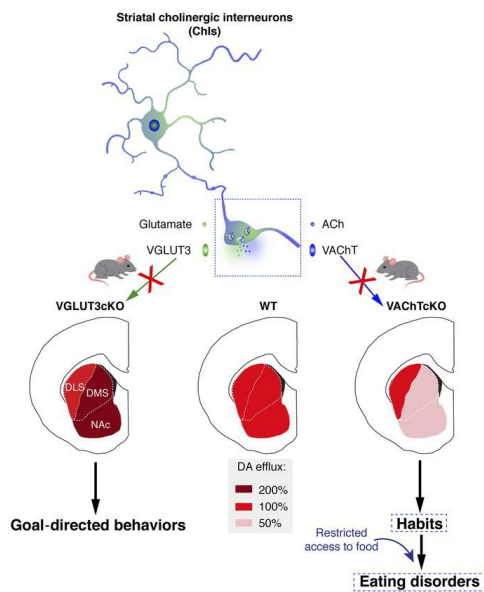 Striatal cholinergic interneurons
(ChIs)
Glutamate
ACh
VGLUT3
VAChT
VGLUT3cKO
WT
VAChTcKO
DLS
DMS
NAc
DA efflux:
200%
100%
50%
Goal-directed behaviors
Habits
Restricted
access to food
Eating disorders